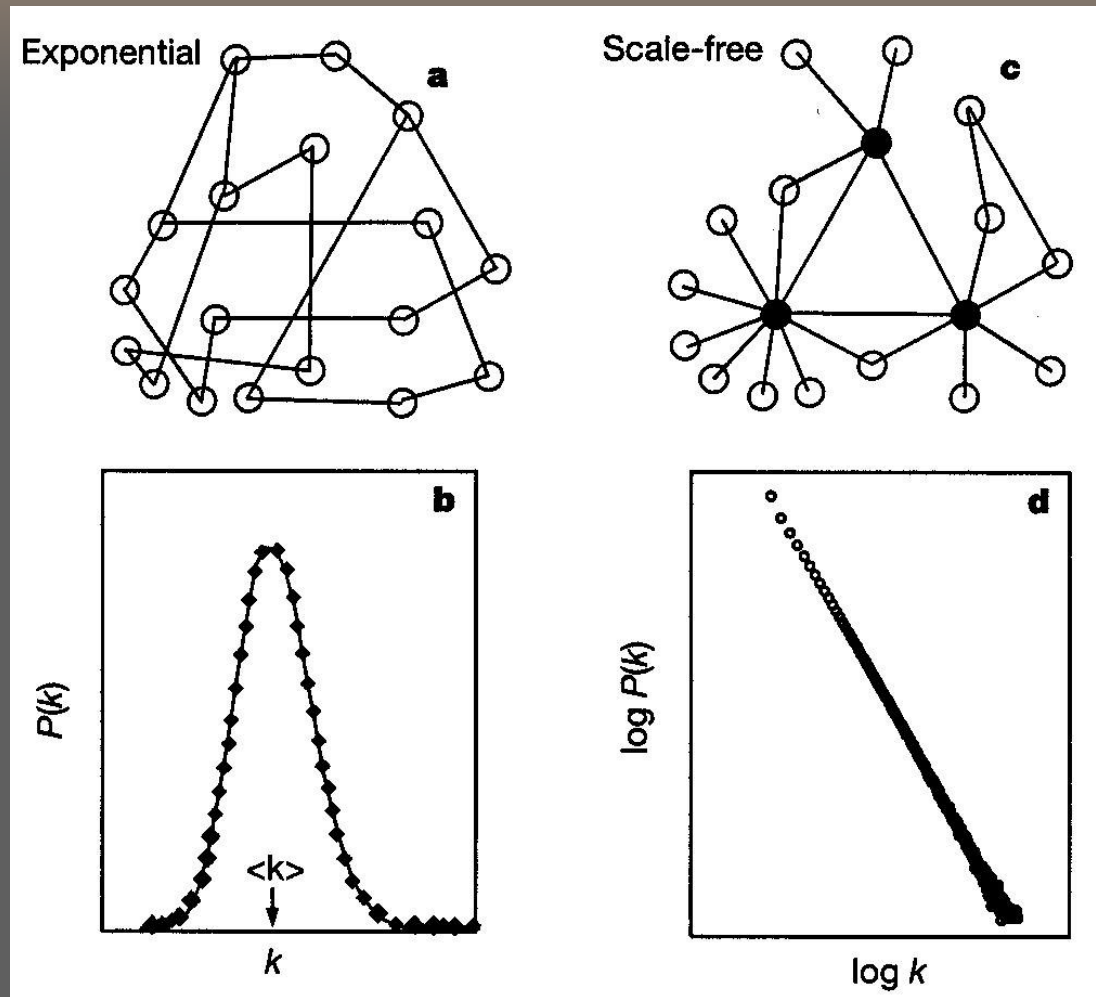 Exponential
a
Scale-free
c
b
P(k)
<k>
k
d
log P(k)
log k